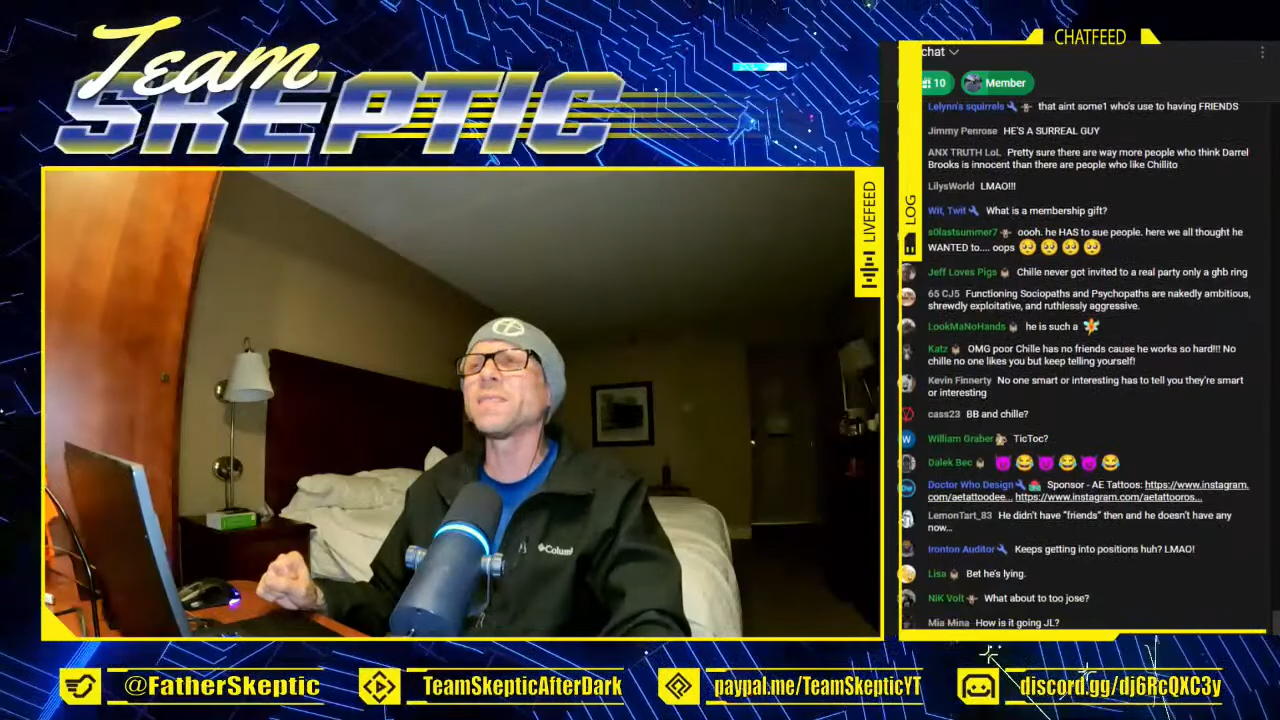 Team
SKEPTIC
CHATFEED
chat
10
Member
Lelynn's squirrels that aint some1 who's use to having FRIENDS
Jimmy Penrose HE'S A SURREAL GUY
ANX TRUTH LoL Pretty sure there are way more people who think Darrel
Brooks is innocent than there are people who like Chillito
LilysWorld LMAO!!!
Wit, Twit What is a membership gift?
s0lastsummer7 oooh. he HAS to sue people. here we all thought he
WANTED to.... oops
Jeff Loves Pigs Chille never got invited to a real party only a ghb ring
65 CJ5 Functioning Sociopaths and Psychopaths are nakedly ambitious,
shrewdly exploitative, and ruthlessly aggressive.
LookMaNoHands he is such a
Katz OMG poor Chille has no friends cause he works so hard!!! No
chille no one likes you but keep telling yourself!
Kevin Finnerty No one smart or interesting has to tell you they're smart
or interesting
cass23 BB and chille?
W William Graber TicToc?
Dalek Bec
Doctor Who Design Sponsor - AE Tattoos: https://www.instagram.
com/aetattoodee... https://www.instagram.com/aetattooros...
LemonTart_83 He didn't have "friends" then and he doesn't have any
now...
Ironton Auditor Keeps getting into positions huh? LMAO!
Lisa Bet he's lying.
NiK Volt What about to too jose?
Mia Mina How is it going JL?
LIVEFEED
LOG
Columbia
@FatherSkeptic
TeamSkepticAfterDark
paypal.me/TeamSkepticYT
discord.gg/dj6RcQXC3v